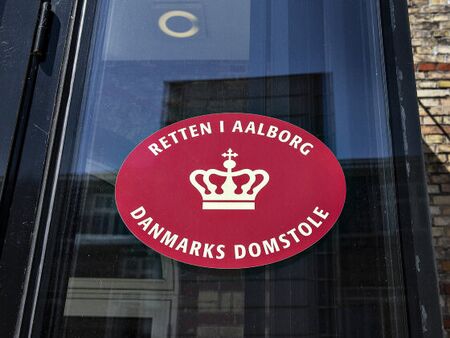 RETTEN I AALBORG
DANMARKS DOMSTOLE